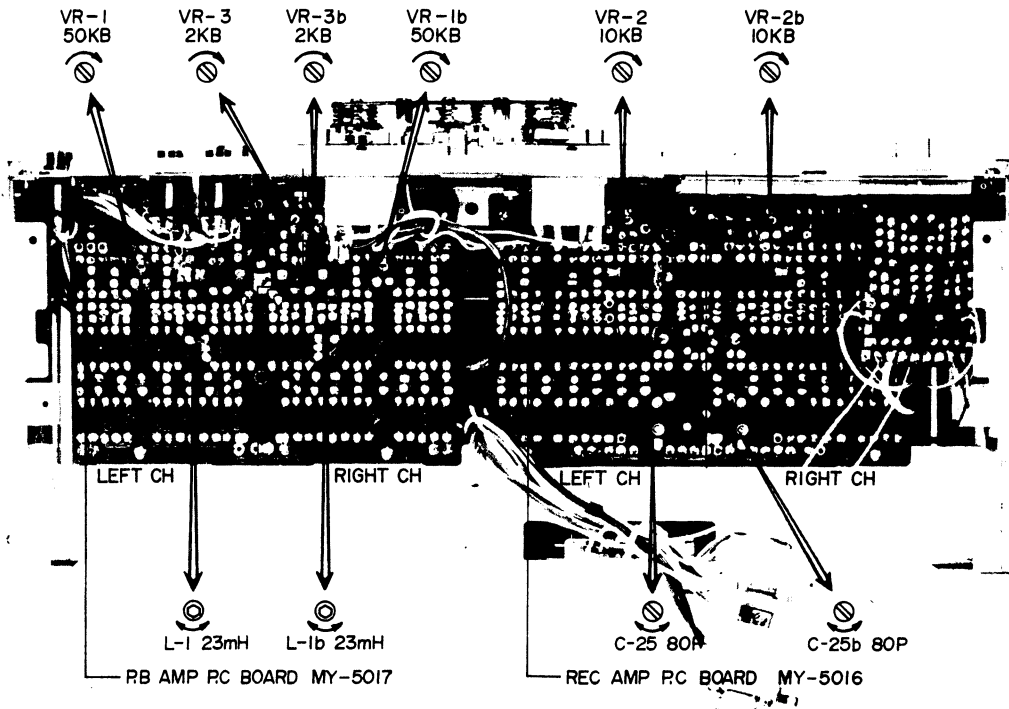 VR-1
50KB
VR-3
2KB
VR-3b
2KB
VR-1b
50KB
VR-2
10KB
VR-2b
10KB
LEFT CH
RIGHT CH
LEFT CH
RIGHT CH
L-1 23mH
L-1b 23mH
C-25 80P
C-25b 80P
P.B AMP P.C BOARD MY-5017
REC AMP P.C BOARD MY-5016